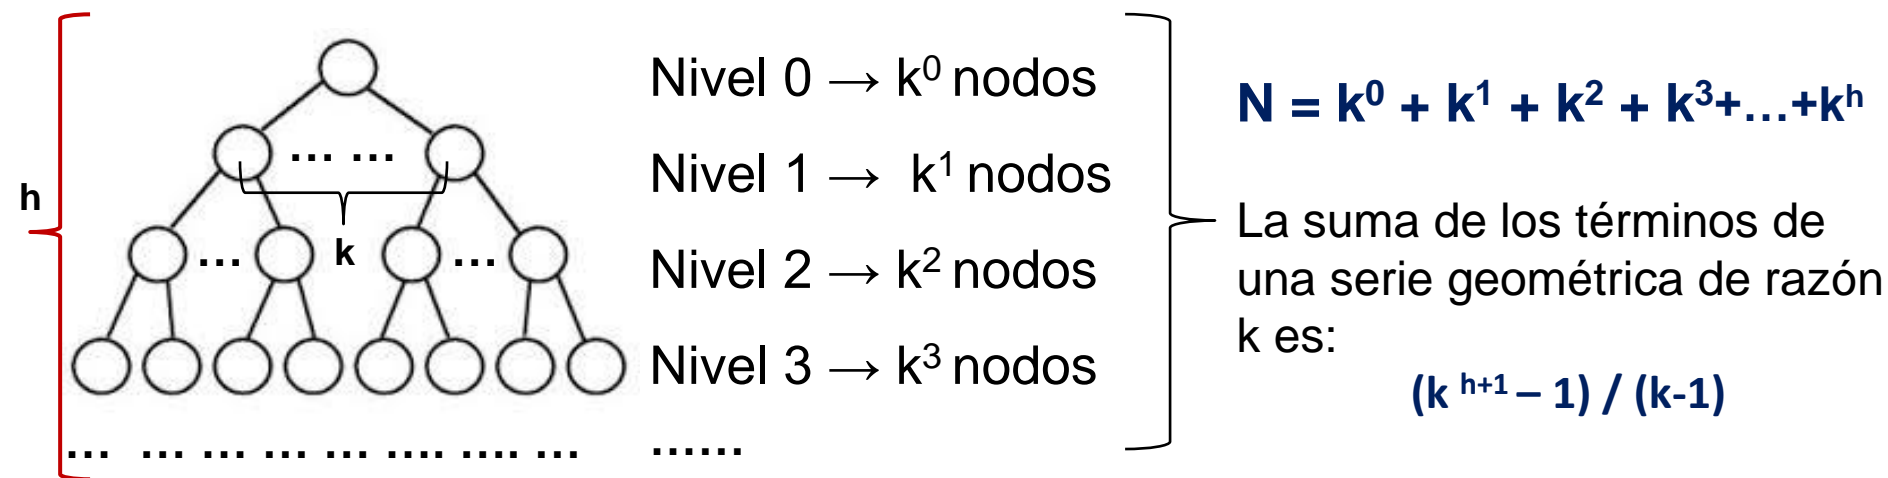 h
… …
… k …
… … … … … …. …. …
Nivel 0 → k⁰ nodos
Nivel 1 → k¹ nodos
Nivel 2 → k² nodos
Nivel 3 → k³ nodos
……
N = k⁰ + k¹ + k² + k³+…+kʰ
La suma de los términos de
una serie geométrica de razón
k es:
(k ʰ⁺¹ – 1) / (k-1)